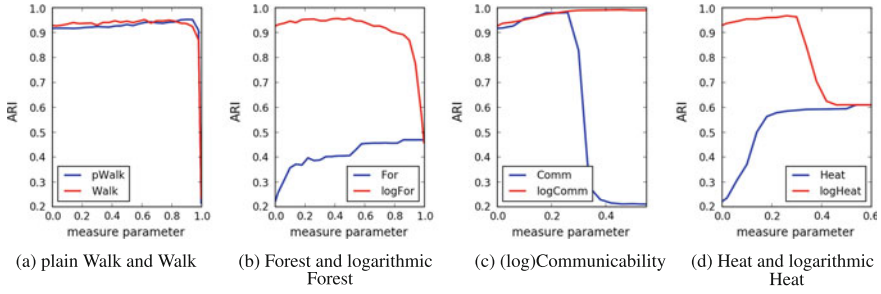 1.0
0.9
0.8
0.7
0.6
0.5
0.4
0.3
0.2
ARI
pWalk
Walk
0.0 0.2 0.4 0.6 0.8 1.0
measure parameter
(a) plain Walk and Walk
1.0
0.9
0.8
0.7
0.6
0.5
0.4
0.3
0.2
ARI
For
logFor
0.0 0.2 0.4 0.6 0.8 1.0
measure parameter
(b) Forest and logarithmic
Forest
1.0
0.9
0.8
0.7
0.6
0.5
0.4
0.3
0.2
ARI
Comm
logComm
0.0 0.2 0.4
measure parameter
(c) (log)Communicability
1.0
0.9
0.8
0.7
0.6
0.5
0.4
0.3
0.2
ARI
Heat
logHeat
0.0 0.2 0.4 0.6
measure parameter
(d) Heat and logarithmic
Heat